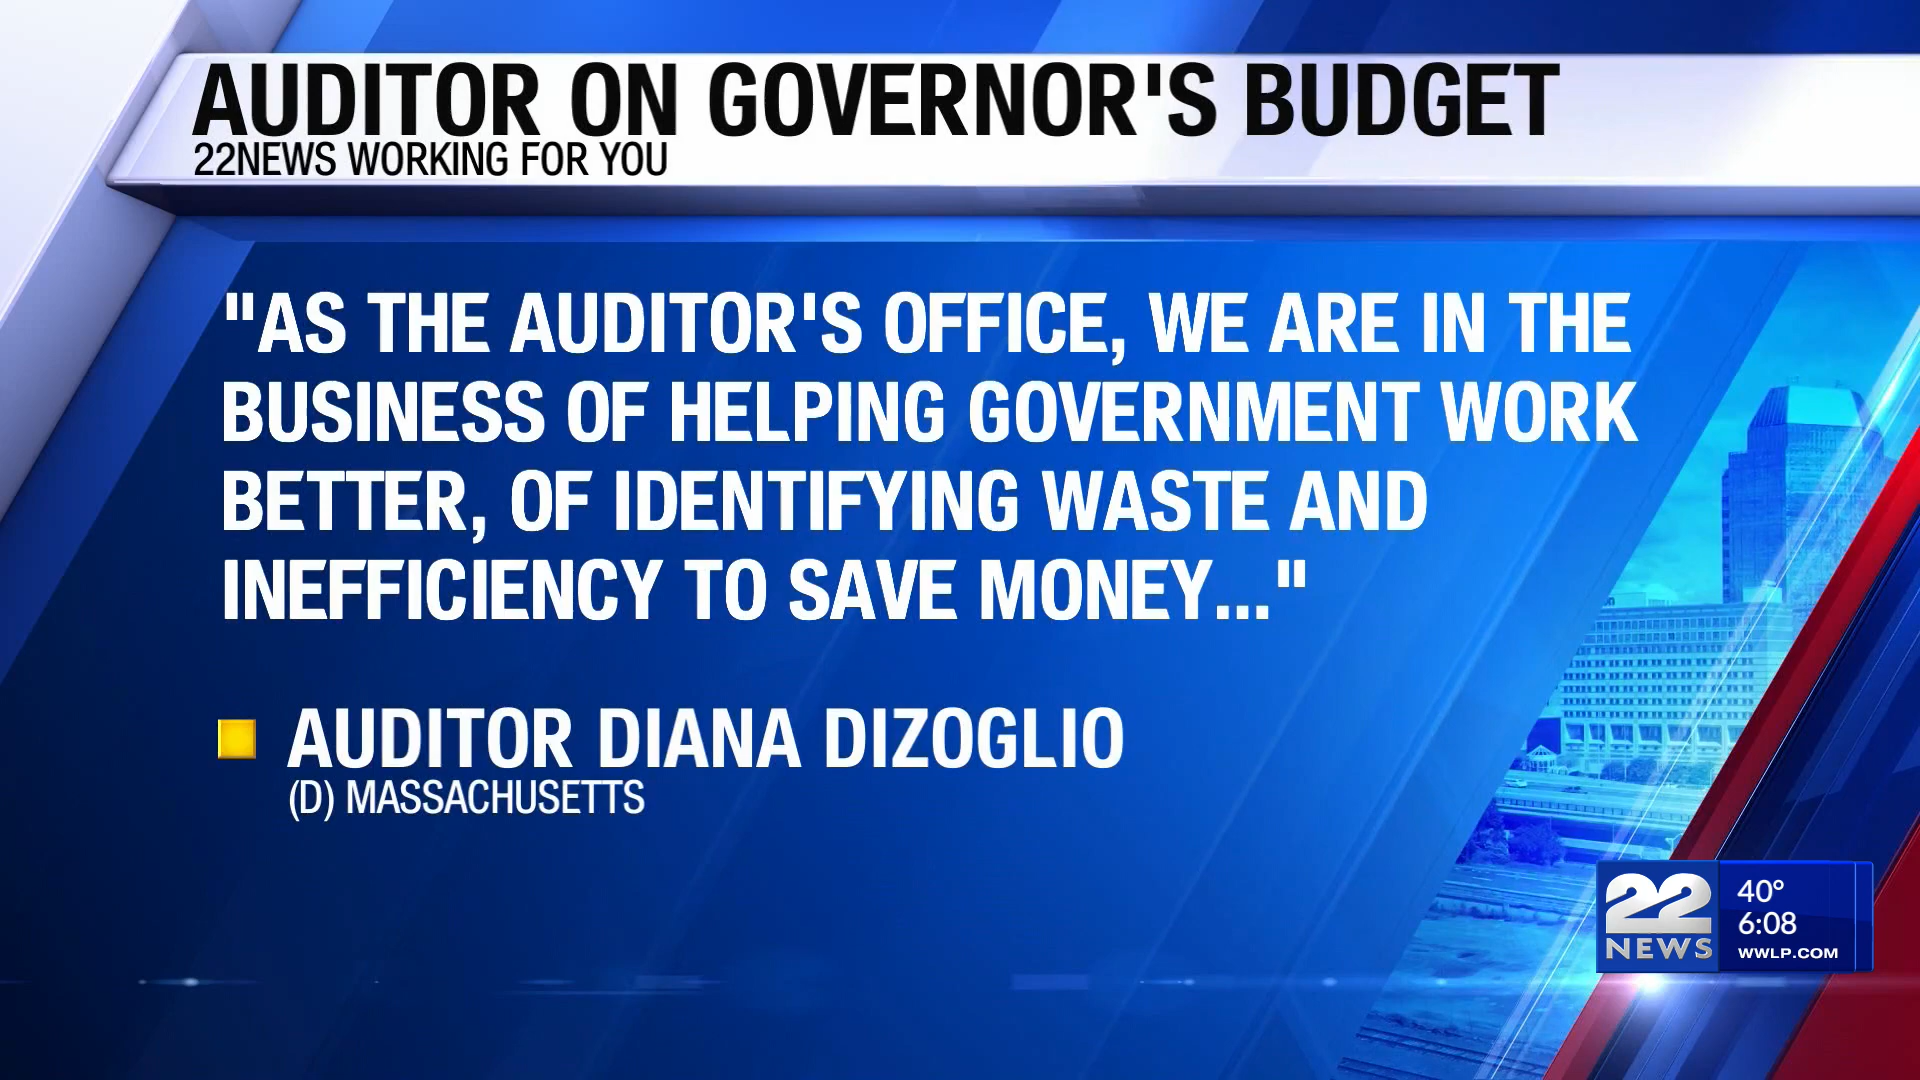 AUDITOR ON GOVERNOR'S BUDGET
22NEWS WORKING FOR YOU
"AS THE AUDITOR'S OFFICE, WE ARE IN THE
BUSINESS OF HELPING GOVERNMENT WORK
BETTER, OF IDENTIFYING WASTE AND
INEFFICIENCY TO SAVE MONEY..."
AUDITOR DIANA DIZOGLIO
(D) MASSACHUSETTS
22
NEWS
40°
6:08
WWLP.COM